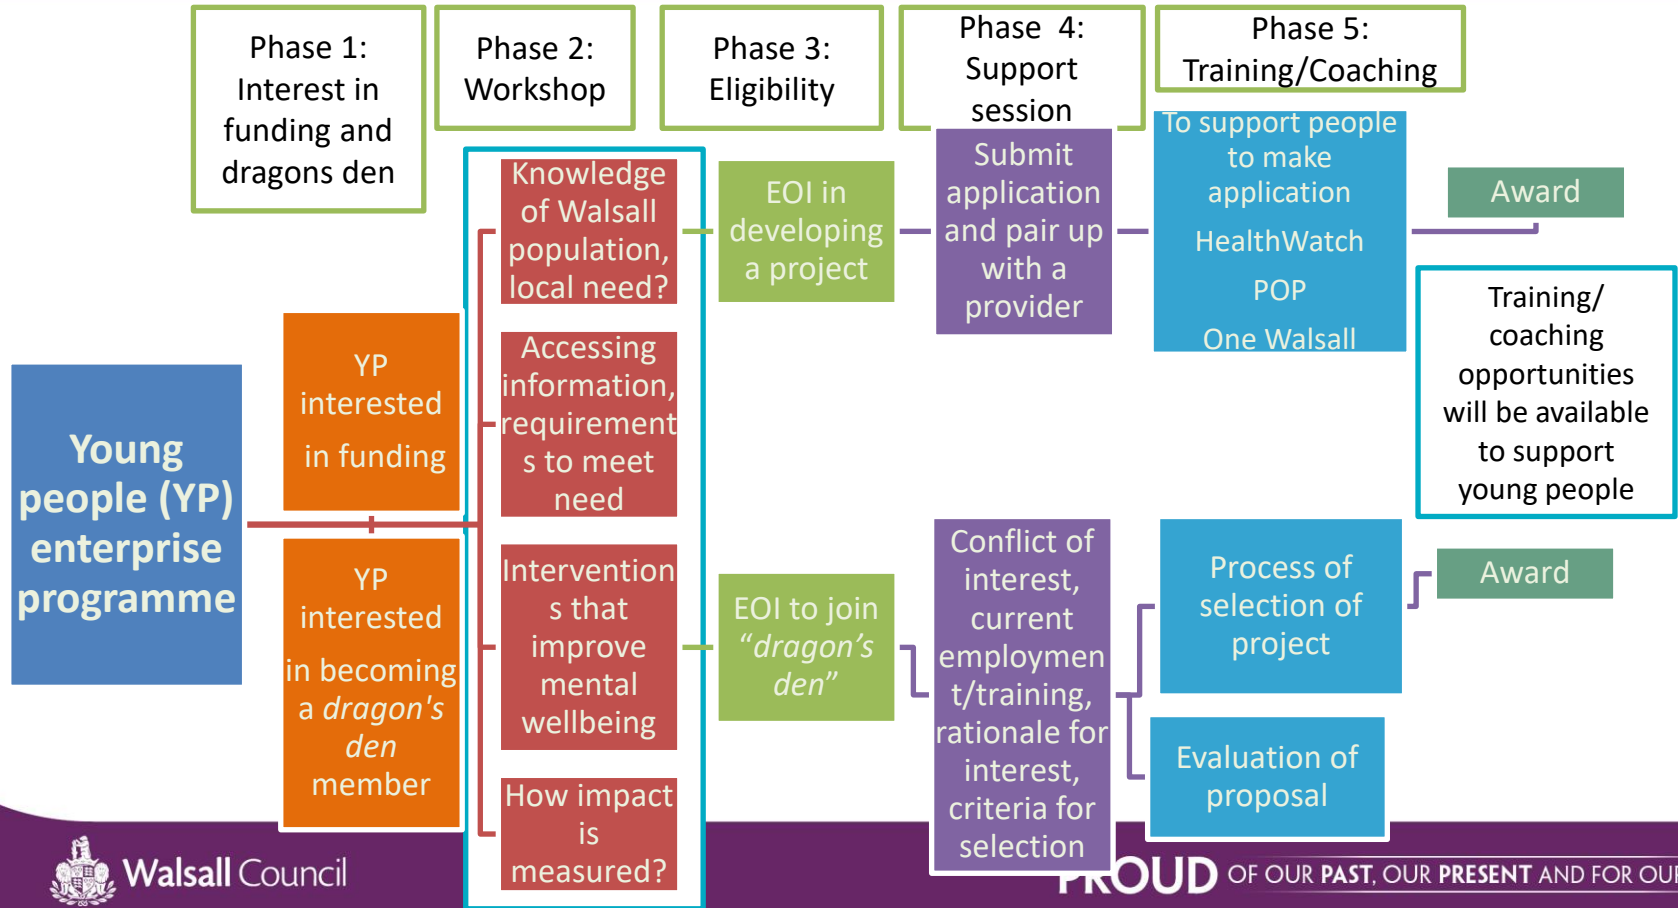 Phase 1:
Interest in
funding and
dragons den
Phase 2:
Workshop
Phase 3:
Eligibility
Phase 4:
Support
session
Phase 5:
Training/Coaching
Young
people (YP)
enterprise
programme
YP
interested
in funding
YP
interested
in becoming
a dragon's
den
member
Knowledge
of Walsall
population,
local need?
Accessing
information,
requirement
s to meet
need
Intervention
s that
improve
mental
wellbeing
How impact
is
measured?
EOI in
developing
a project
EOI to join
“dragon’s
den”
Submit
application
and pair up
with a
provider
Conflict of
interest,
current
employmen
t/training,
rationale for
interest,
criteria for
selection
To support people
to make
application
HealthWatch
POP
One Walsall
Process of
selection of
project
Evaluation of
proposal
Award
Training/
coaching
opportunities
will be available
to support
young people
Award
Walsall Council
PROUD OF OUR PAST, OUR PRESENT AND FOR OUR